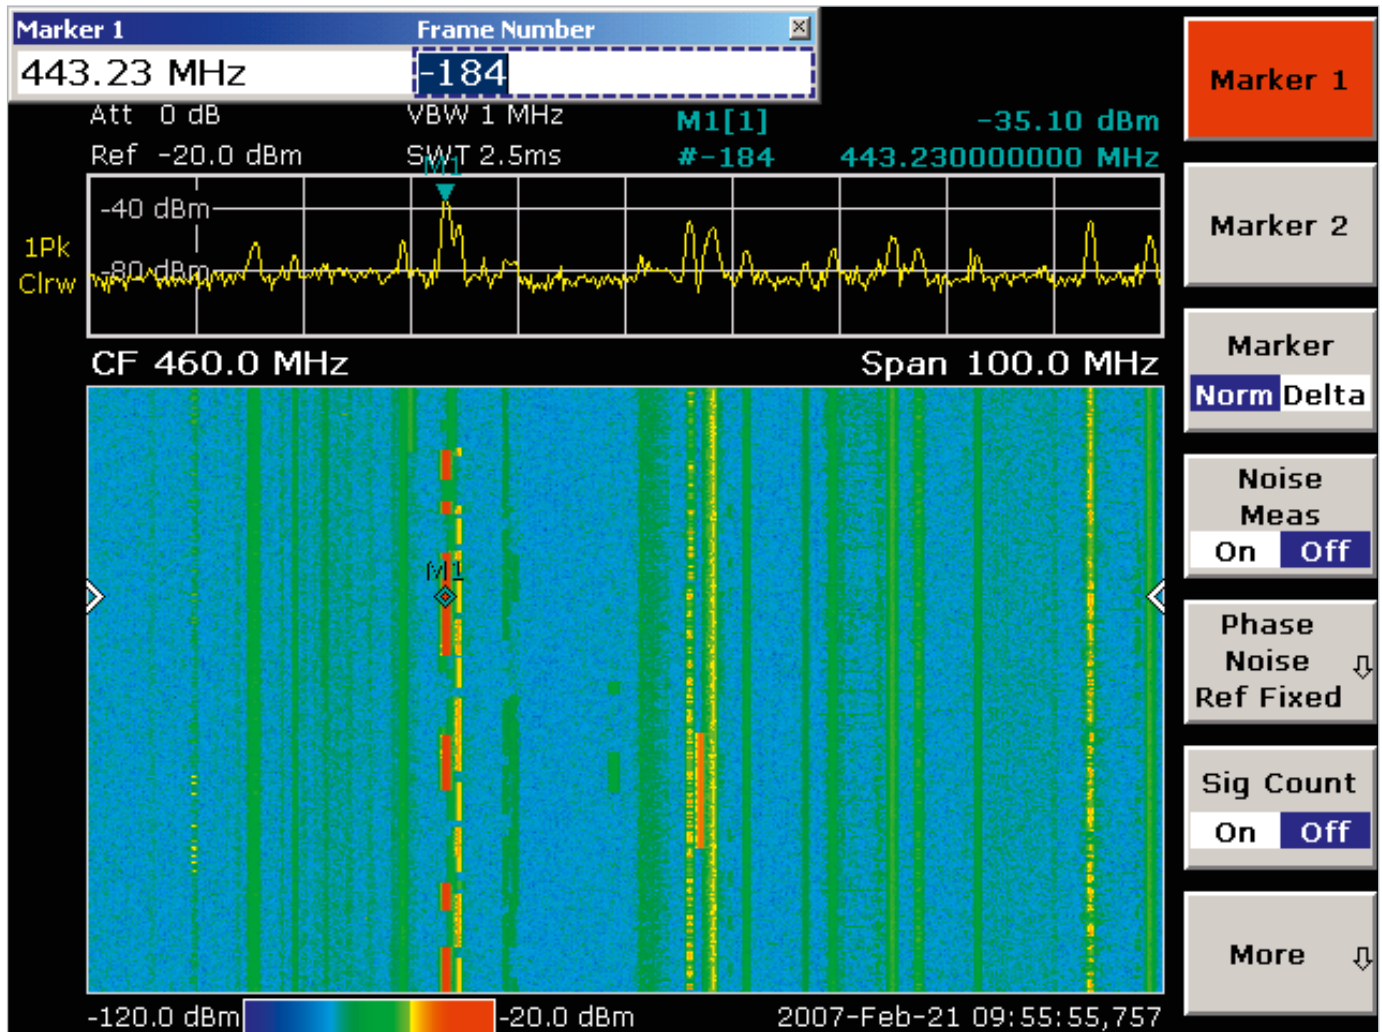 Marker 1 Frame Number
443.23 MHz -184
Att 0 dB VBW 1 MHz M1[1] -35.10 dBm
Ref -20.0 dBm SWT 2.5ms #-184 443.230000000 MHz
M1
-40 dBm
1Pk
-80 dBm
Clrw
CF 460.0 MHz Span 100.0 MHz
M1
-120.0 dBm -20.0 dBm 2007-Feb-21 09:55:55,757
Marker 1
Marker 2
Marker
Norm Delta
Noise
Meas
On Off
Phase
Noise
Ref Fixed
Sig Count
On Off
More